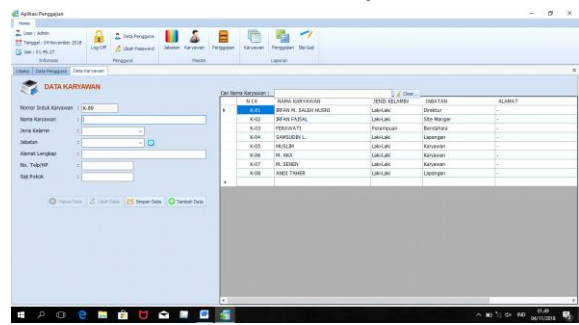 Aplikasi Penggajian
Home
User : Admin
Tanggal : 04 November 2018
Jam : 01.49.37
Informasi
Log Off
Data Pengguna
Ubah Password
Pengguna
Jabatan
Karyawan
Master
Penggajian
Karyawan
Penggajian
Slip Gaji
Laporan
Utama
Data Pengguna
Data Karyawan
DATA KARYAWAN
Nomor Induk Karyawan : K-09
Nama Karyawan :
Jenis Kelamin :
Jabatan :
Alamat Lengkap :
No. Telp/HP :
Gaji Pokok :
Hapus Data
Ubah Data
Simpan Data
Tambah Data
Cari Nama Karyawan :
Clear
N I K NAMA KARYAWAN JENIS KELAMIN JABATAN ALAMAT
K-01 IRFAN M. SALEH HUSNI Laki-Laki Direktur -
K-02 IRFAN FAISAL Laki-Laki Site Manger -
K-03 FERAWATI Perempuan Bendahara -
K-04 SAMSUDIN L. Laki-Laki Lapangan -
K-05 MUSLIM Laki-Laki Karyawan -
K-06 M. AKA Laki-Laki Karyawan -
K-07 M. SENEN Laki-Laki Karyawan -
K-08 ANDI TAHER Laki-Laki Lapangan -
IND
01.49
04/11/2018